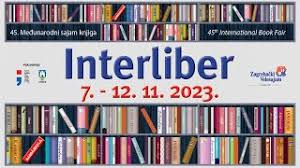 45. Međunarodni sajam knjiga
45th International Book Fair
Interliber
Zagrebački
Velesajam
7. - 12. 11. 2023.